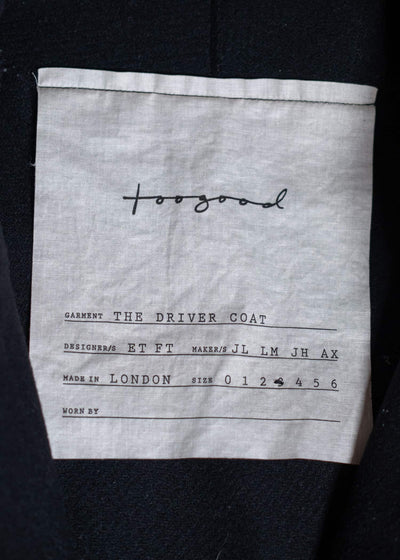 toogood
GARMENT THE DRIVER COAT
DESIGNER/S ET FT MAKER/S JL LM JH AX
MADE IN LONDON SIZE 0 1 2 3 4 5 6
WORN BY